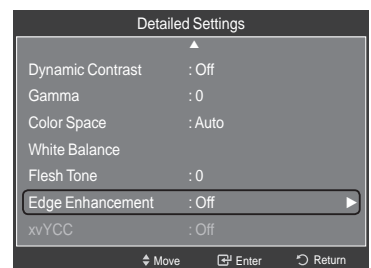 Detailed Settings
Dynamic Contrast : Off
Gamma : 0
Color Space : Auto
White Balance
Flesh Tone : 0
Edge Enhancement : Off
xvYCC : Off
Move Enter Return